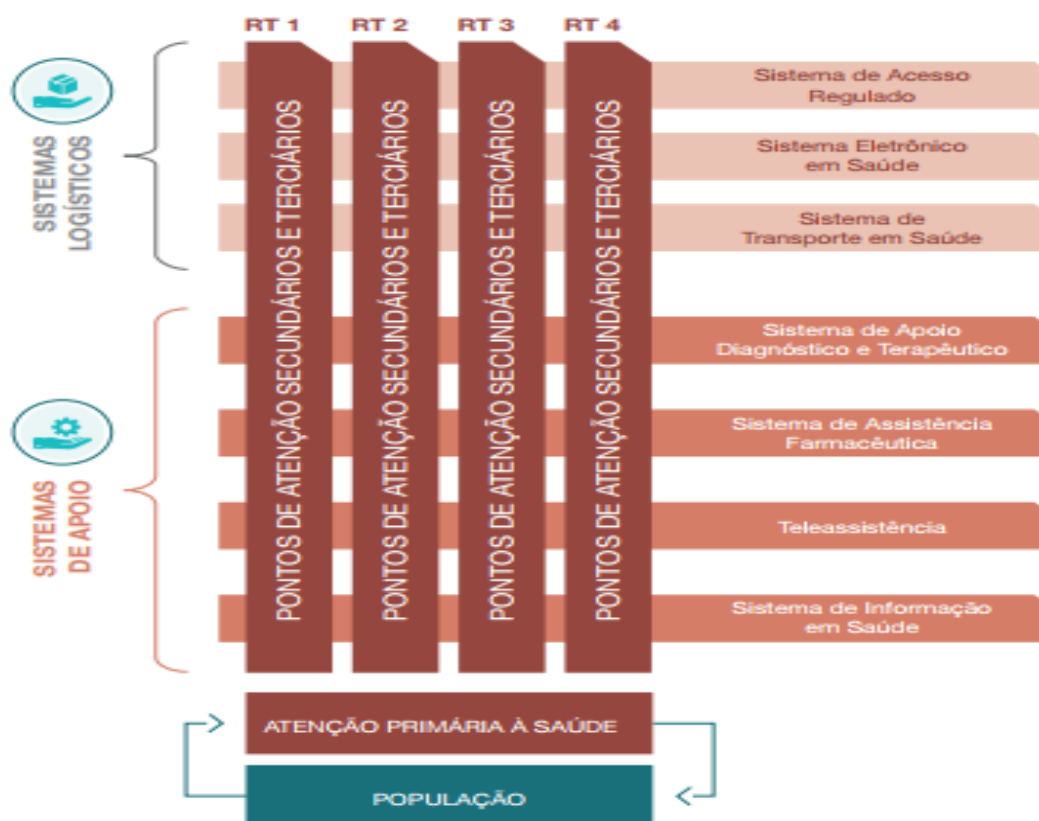 RT 1
RT 2
RT 3
RT 4
SISTEMAS
LOGÍSTICOS
PONTOS DE ATENÇÃO SECUNDÁRIOS E TERCIÁRIOS
PONTOS DE ATENÇÃO SECUNDÁRIOS E TERCIÁRIOS
PONTOS DE ATENÇÃO SECUNDÁRIOS E TERCIÁRIOS
PONTOS DE ATENÇÃO SECUNDÁRIOS E TERCIÁRIOS
Sistema de Acesso
Regulado
Sistema Eletrônico
em Saúde
Sistema de
Transporte em Saúde
SISTEMAS
DE APOIO
Sistema de Apoio
Diagnóstico e Terapêutico
Sistema de Assistência
Farmacêutica
Teleassistência
Sistema de Informação
em Saúde
ATENÇÃO PRIMÁRIA À SAÚDE
POPULAÇÃO